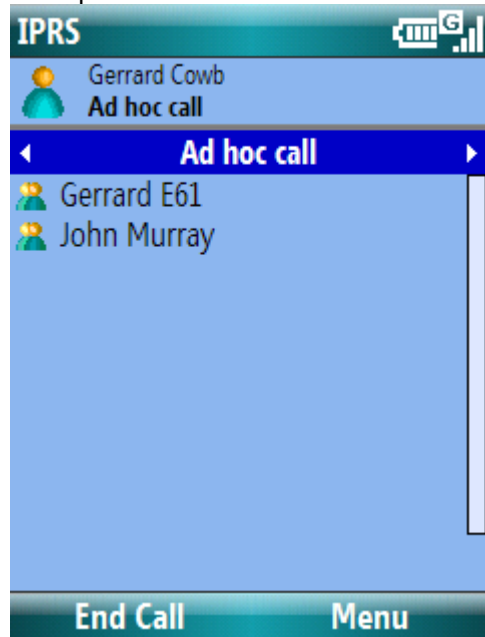 IPRS
G
Gerrard Cowb
Ad hoc call
Ad hoc call
Gerrard E61
John Murray
End Call Menu